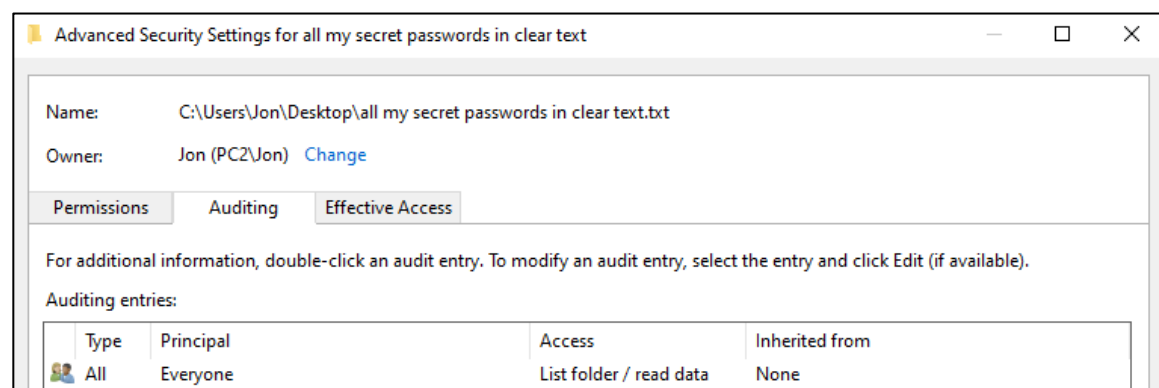 Advanced Security Settings for all my secret passwords in clear text
Name: C:\Users\Jon\Desktop\all my secret passwords in clear text.txt
Owner: Jon (PC2\Jon) Change
Permissions Auditing Effective Access
For additional information, double-click an audit entry. To modify an audit entry, select the entry and click Edit (if available).
Auditing entries:
Type Principal Access Inherited from
All Everyone List folder / read data None